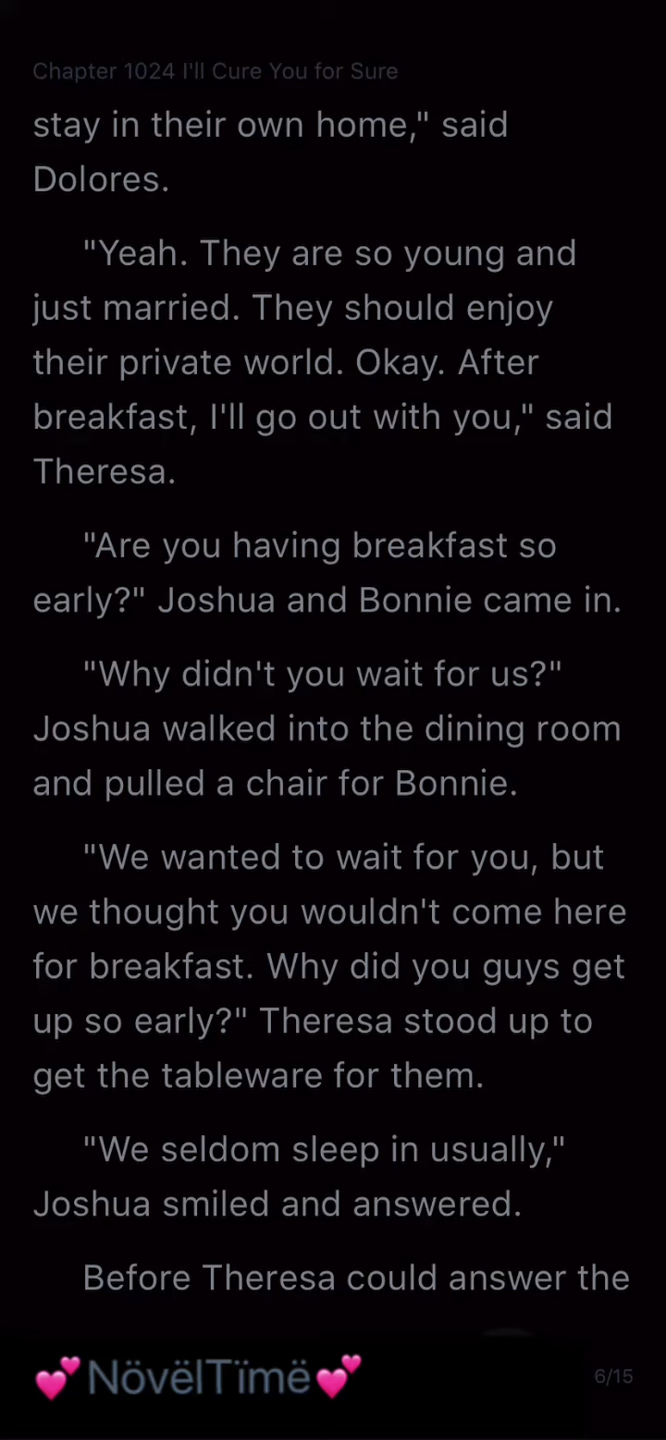 Chapter 1024 I'll Cure You for Sure
stay in their own home," said
Dolores.
"Yeah. They are so young and
just married. They should enjoy
their private world. Okay. After
breakfast, I'll go out with you," said
Theresa.
"Are you having breakfast so
early?" Joshua and Bonnie came in.
"Why didn't you wait for us?"
Joshua walked into the dining room
and pulled a chair for Bonnie.
"We wanted to wait for you, but
we thought you wouldn't come here
for breakfast. Why did you guys get
up so early?" Theresa stood up to
get the tableware for them.
"We seldom sleep in usually,"
Joshua smiled and answered.
Before Theresa could answer the
💕NövëlTïmë💕
6/15